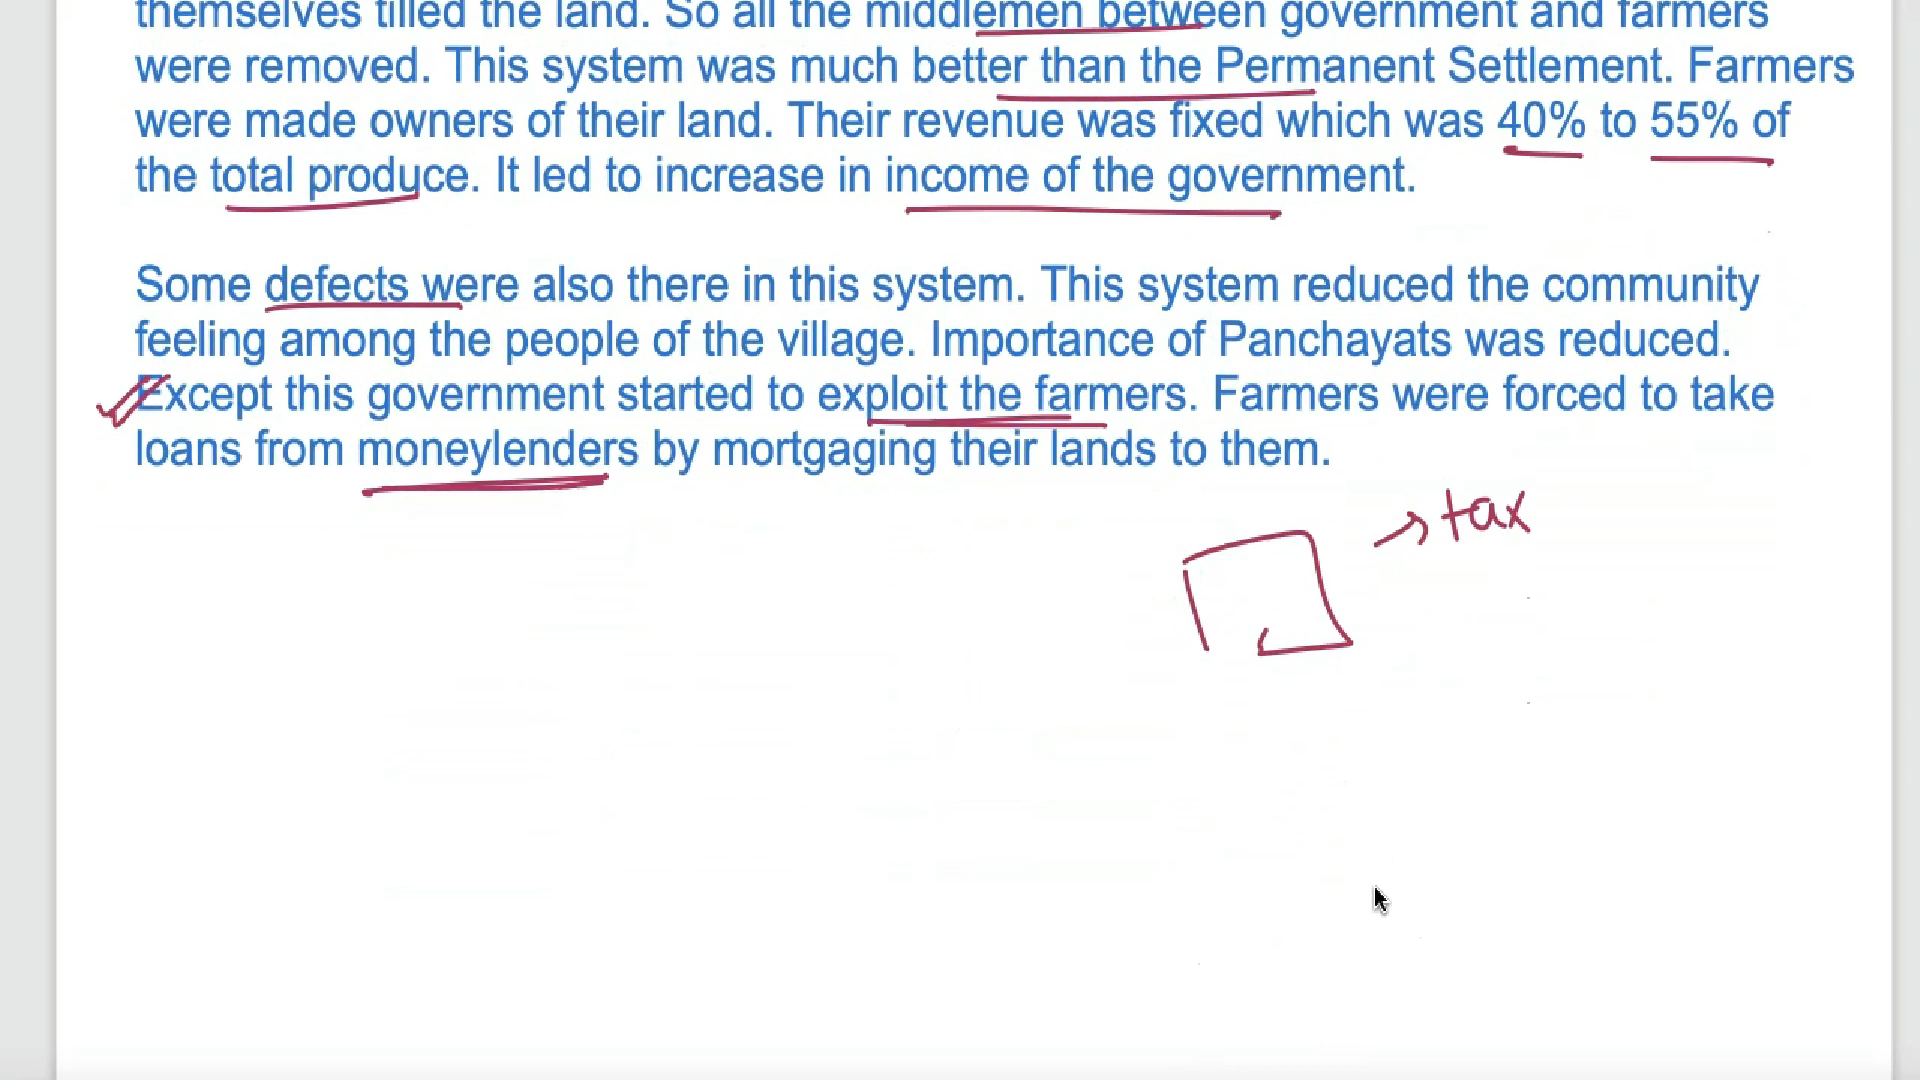 themselves tilled the land. So all the middlemen between government and farmers
were removed. This system was much better than the Permanent Settlement. Farmers
were made owners of their land. Their revenue was fixed which was 40% to 55% of
the total produce. It led to increase in income of the government.
Some defects were also there in this system. This system reduced the community
feeling among the people of the village. Importance of Panchayats was reduced.
Except this government started to exploit the farmers. Farmers were forced to take
loans from moneylenders by mortgaging their lands to them.
tax